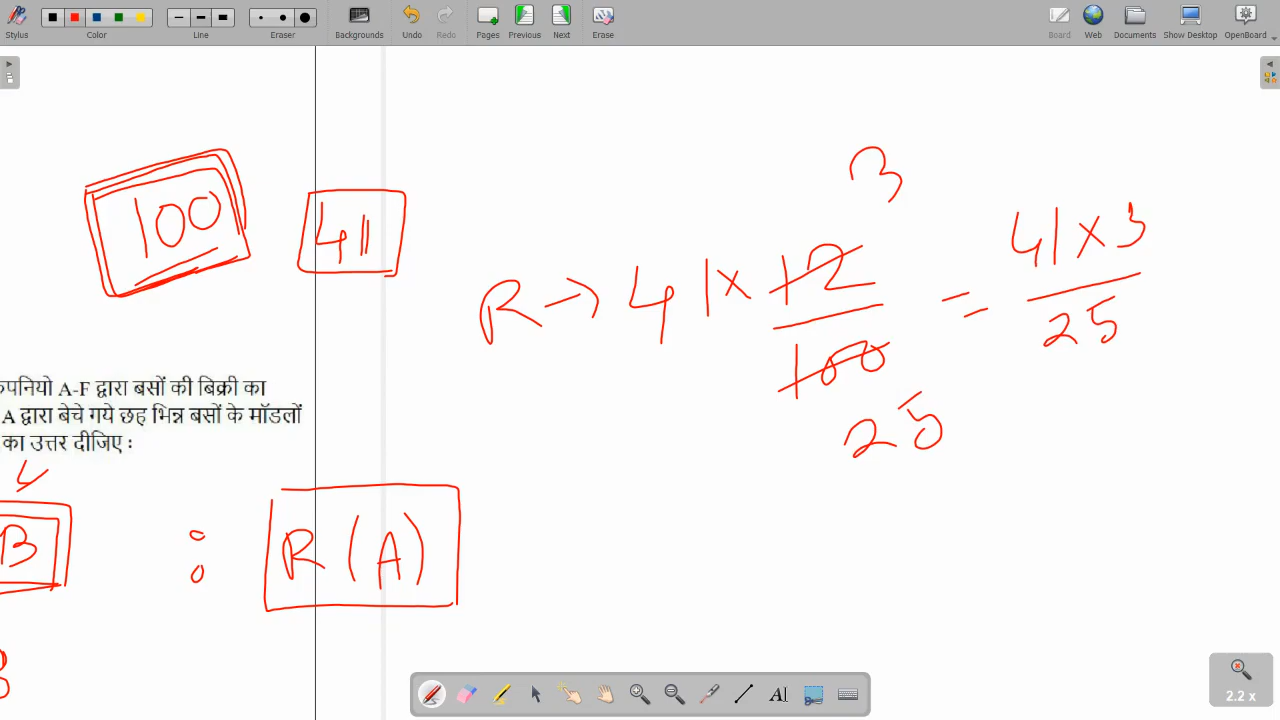 Stylus Color Line Eraser Backgrounds Undo Redo Pages Previous Next Erase Board Web Documents Show Desktop OpenBoard
3
100 41 R → 41 × 12/100 = 41 × 3/25
25
कंपनियो A-F द्वारा बसों की बिक्री का
A द्वारा बेचे गये छह भिन्न बसों के मॉडलों
का उत्तर दीजिए :
B : R (A)
2.2 x